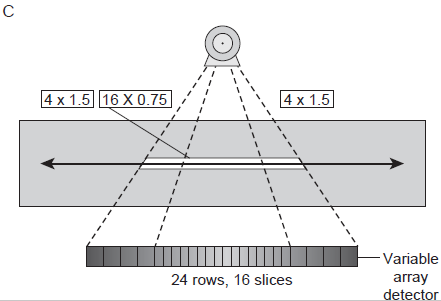 C
4 x 1.5 16 X 0.75 4 x 1.5
24 rows, 16 slices
Variable
array
detector